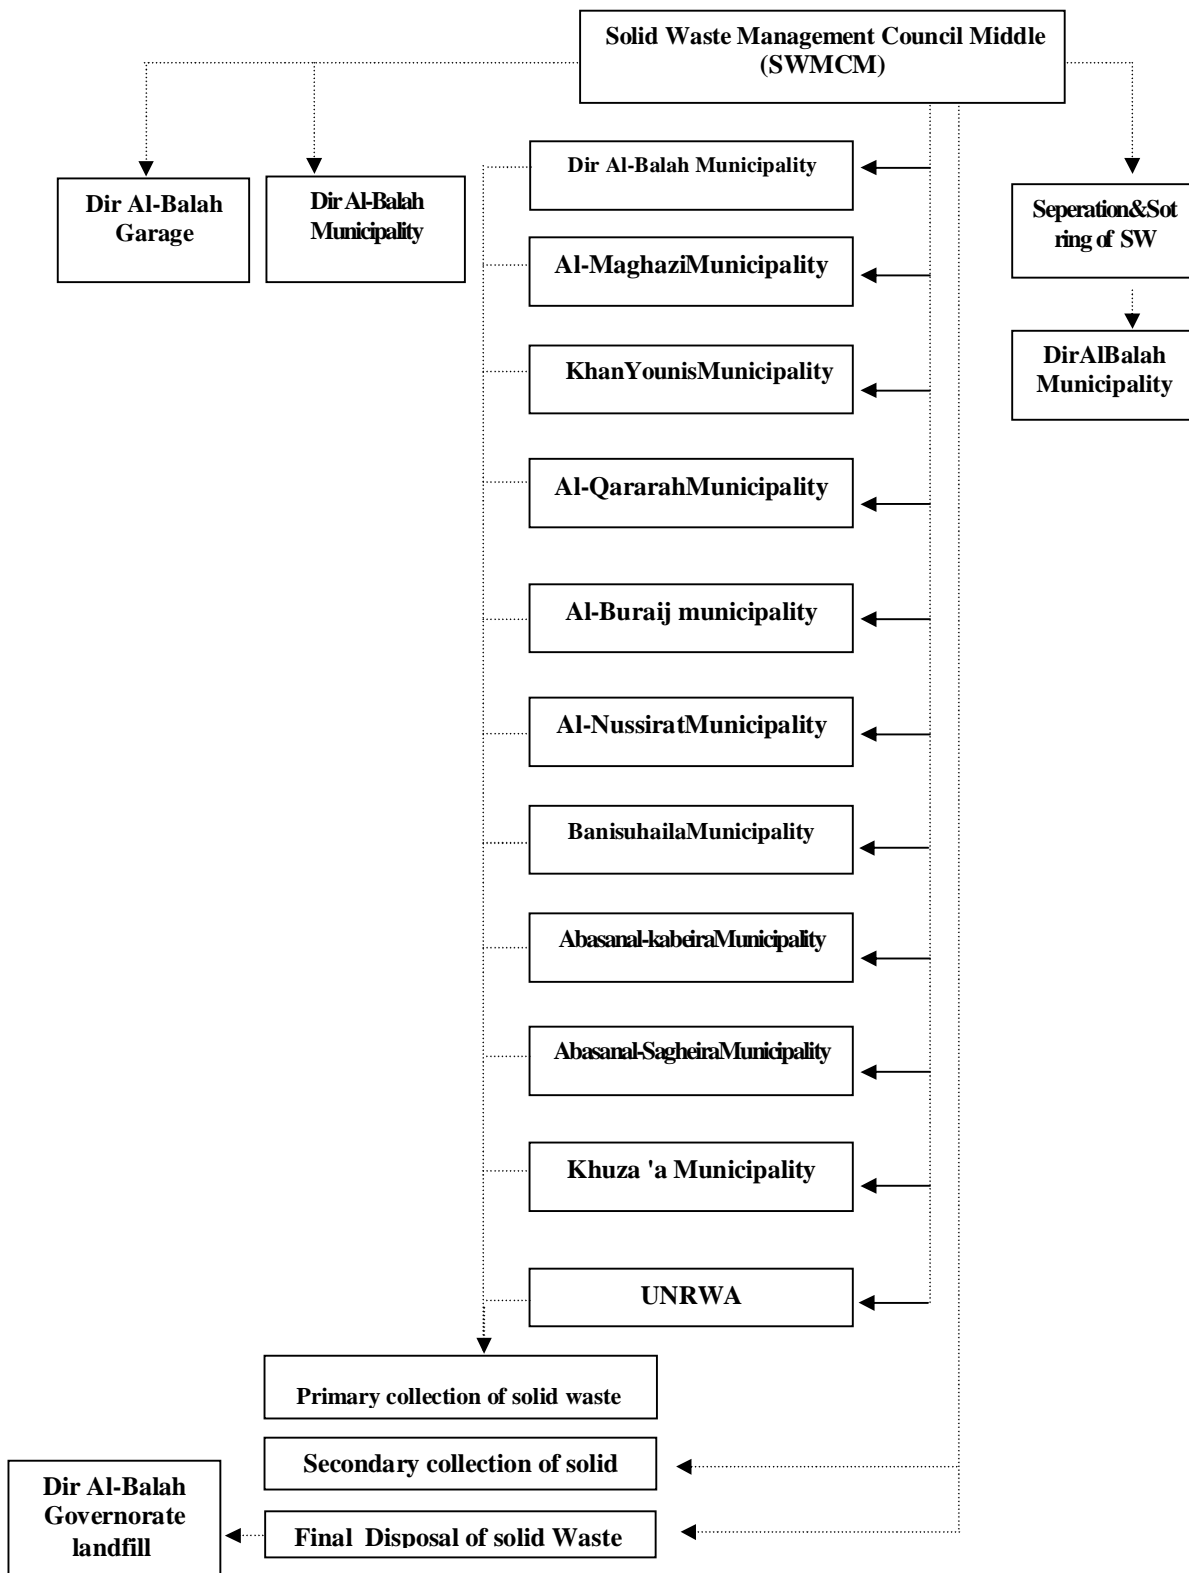 Solid Waste Management Council Middle
(SWMCM)
Dir Al-Balah
Garage
Dir Al-Balah
Municipality
Dir Al-Balah Municipality
Seperation&Sot
ring of SW
Al-MaghaziMunicipality
DirAlBalah
Municipality
KhanYounisMunicipality
Al-QararahMunicipality
Al-Buraij municipality
Al-NussiratMunicipality
BanisuhailaMunicipality
Abasanal-kabeiraMunicipality
Abasanal-SagheiraMunicipality
Khuza 'a Municipality
UNRWA
Primary collection of solid waste
Secondary collection of solid
Dir Al-Balah
Governorate
landfill
Final Disposal of solid Waste